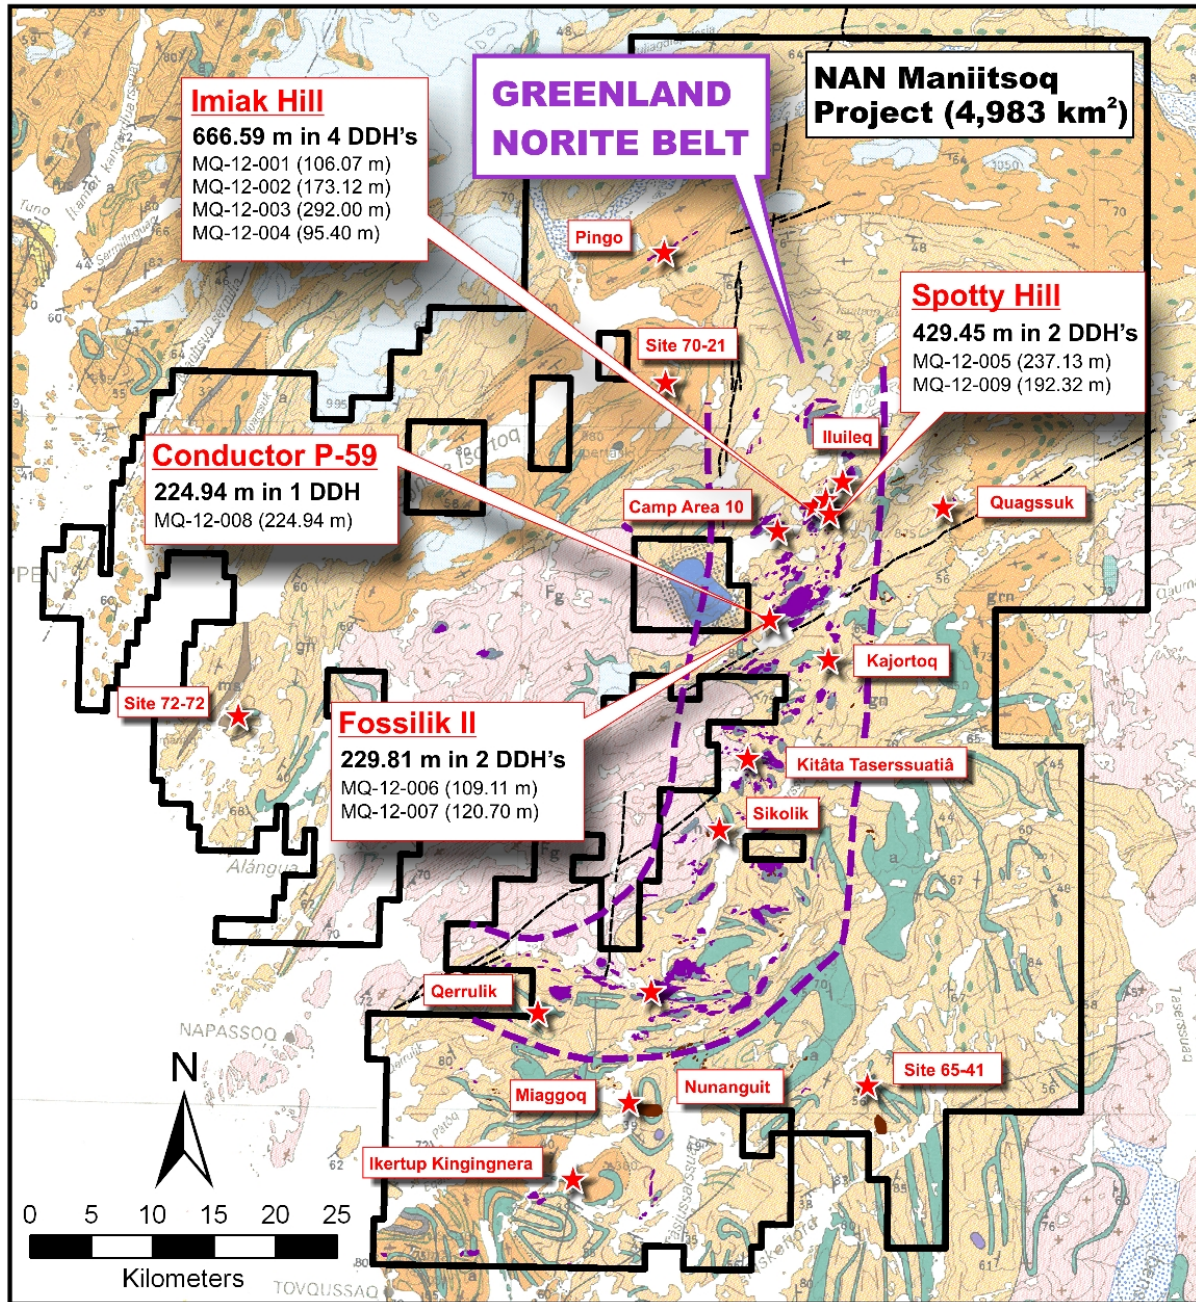 NAN Maniitsoq
Project (4,983 km²)
GREENLAND
NORITE BELT
Imiak Hill
666.59 m in 4 DDH's
MQ-12-001 (106.07 m)
MQ-12-002 (173.12 m)
MQ-12-003 (292.00 m)
MQ-12-004 (95.40 m)
Pingo
Spotty Hill
429.45 m in 2 DDH's
MQ-12-005 (237.13 m)
MQ-12-009 (192.32 m)
Site 70-21
Iluileq
Conductor P-59
224.94 m in 1 DDH
MQ-12-008 (224.94 m)
Camp Area 10
Quagssuk
Kajortoq
Site 72-72
Fossilik II
229.81 m in 2 DDH's
MQ-12-006 (109.11 m)
MQ-12-007 (120.70 m)
Kitâta Taserssuatiâ
Sikolik
Alángua
Qerrulik
NAPASSOQ
N
Miaggoq
Nunanguit
Site 65-41
Ikertup Kingingnera
0 5 10 15 20 25
Kilometers
TOVQUSSAQ